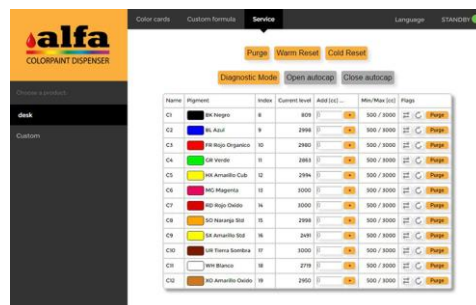 Color cards Custom formula Service Language STANDBY
alfa
COLORPAINT DISPENSER
Choose a product:
desk
Custom
Purge Warm Reset Cold Reset
Diagnostic Mode Open autocap Close autocap
Name Pigment Index Current level Add (cc) ... Min/Max (cc) Flags
C1 BK Negro 8 809 + 500 / 3000 Purge
C2 BL Azul 9 2998 + 500 / 3000 Purge
C3 FR Rojo Organico 10 2980 + 500 / 3000 Purge
C4 GR Verde 11 2863 + 500 / 3000 Purge
C5 HX Amarillo Cub 12 2994 + 500 / 3000 Purge
C6 MG Magenta 13 3000 + 500 / 3000 Purge
C7 RD Rojo Oxido 14 3000 + 500 / 3000 Purge
C8 SO Naranja Std 15 2998 + 500 / 3000 Purge
C9 SX Amarillo Std 16 2491 + 500 / 3000 Purge
C10 UB Tierra Sombra 17 3000 + 500 / 3000 Purge
C11 WH Blanco 18 2719 + 500 / 3000 Purge
C12 XO Amarillo Oxido 19 2950 + 500 / 3000 Purge